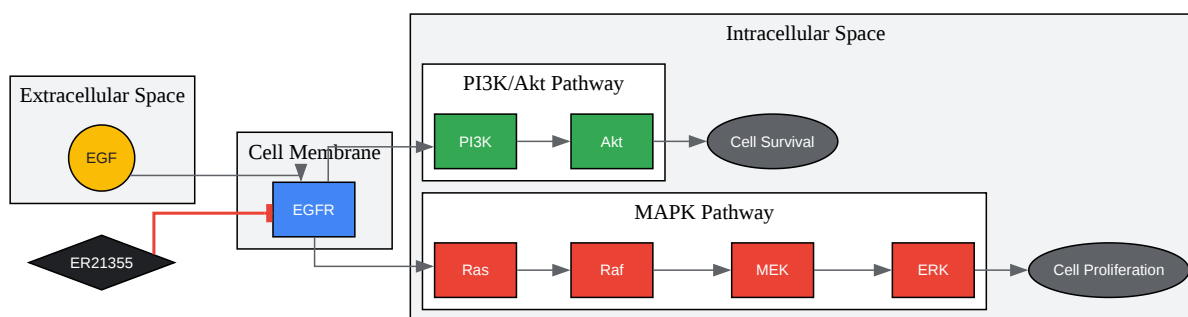 Intracellular Space
PI3K/Akt Pathway
Extracellular Space
EGF
Cell Membrane
PI3K
Akt
Cell Survival
EGFR
MAPK Pathway
ER21355
Ras
Raf
MEK
ERK
Cell Proliferation